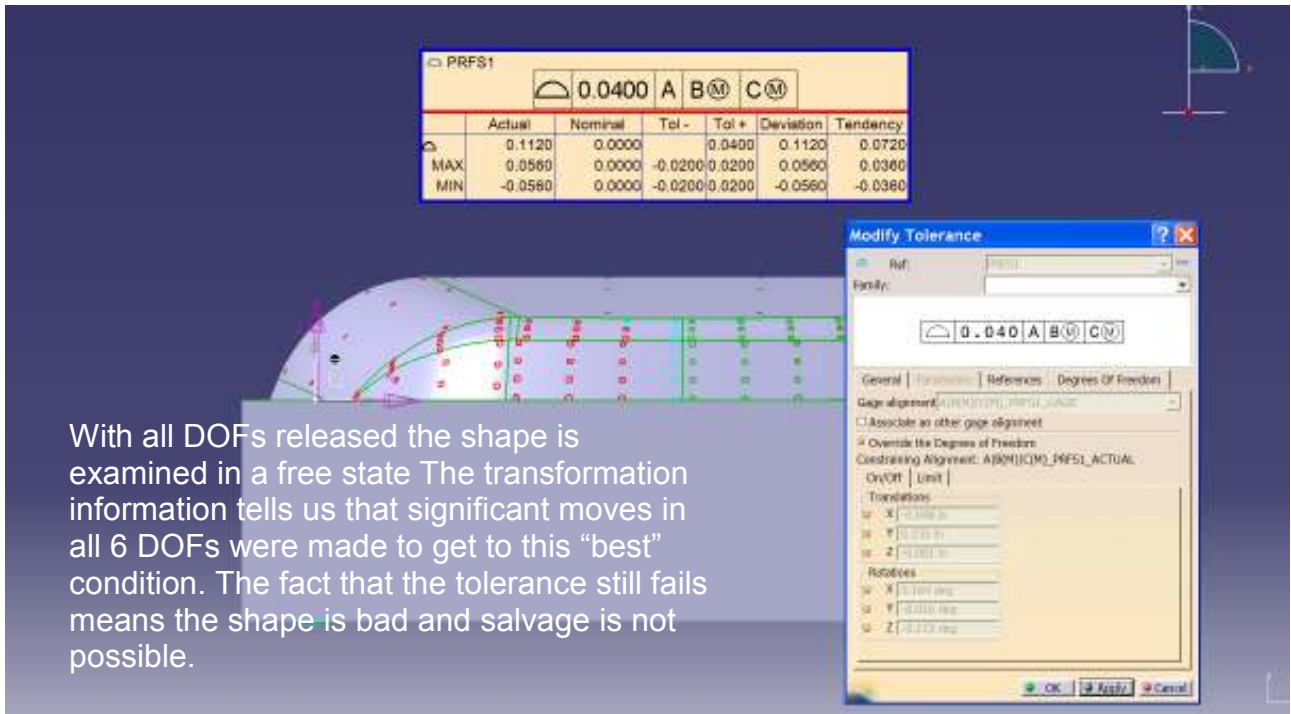 PRFS1
⌓ 0.0400 A BⓂ CⓂ
Actual Nominal Tol - Tol + Deviation Tendency
⌓ 0.1120 0.0000 0.0400 0.1120 0.0720
MAX 0.0560 0.0000 -0.0200 0.0200 0.0560 0.0360
MIN -0.0560 0.0000 -0.0200 0.0200 -0.0560 -0.0360
Modify Tolerance
Ref: PRFS1
Family:
⌓ 0.040 A BⓂ CⓂ
General References Degrees Of Freedom
Gage alignment
Associate an other gage alignment
Override the Degrees of Freedom
Constraining Alignment: A|B(M)|C(M)_PRFS1_ACTUAL
On/Off Limit
Translations
X
Y
Z
Rotations
X
Y
Z
OK Apply Cancel
With all DOFs released the shape is
examined in a free state The transformation
information tells us that significant moves in
all 6 DOFs were made to get to this “best”
condition. The fact that the tolerance still fails
means the shape is bad and salvage is not
possible.